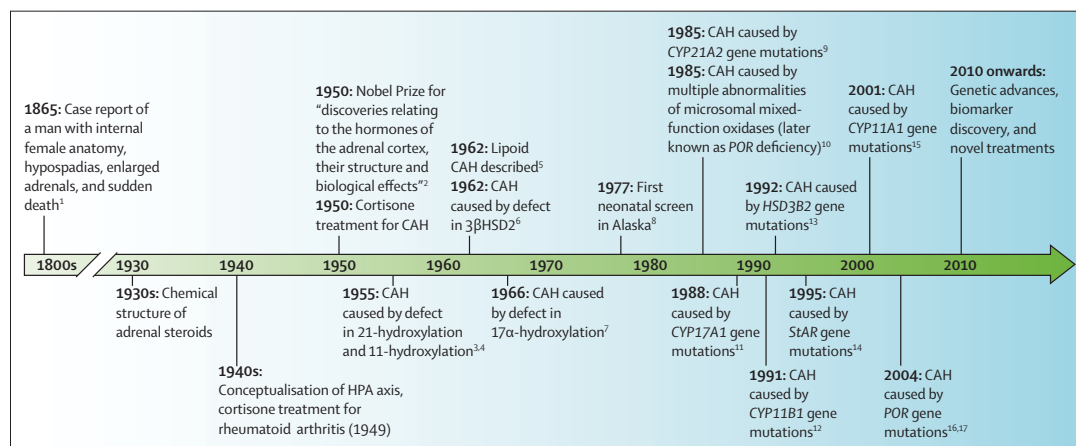 1865: Case report of
a man with internal
female anatomy,
hypospadias, enlarged
adrenals, and sudden
death¹
1950: Nobel Prize for
“discoveries relating
to the hormones of
the adrenal cortex,
their structure and
biological effects”²
1950: Cortisone
treatment for CAH
1962: Lipoid
CAH described⁵
1962: CAH
caused by defect
in 3βHSD2⁶
1977: First
neonatal screen
in Alaska⁸
1985: CAH caused by
CYP21A2 gene mutations⁹
1985: CAH caused by
multiple abnormalities
of microsomal mixed-
function oxidases (later
known as POR deficiency)¹⁰
1992: CAH caused
by HSD3B2 gene
mutations¹³
2001: CAH
caused by
CYP11A1 gene
mutations¹⁵
2010 onwards:
Genetic advances,
biomarker
discovery, and
novel treatments
1800s 1930 1940 1950 1960 1970 1980 1990 2000 2010
1930s: Chemical
structure of
adrenal steroids
1940s:
Conceptualisation of HPA axis,
cortisone treatment for
rheumatoid arthritis (1949)
1955: CAH
caused by defect
in 21-hydroxylation
and 11-hydroxylation³,⁴
1966: CAH caused
by defect in
17α-hydroxylation⁷
1988: CAH
caused by
CYP17A1 gene
mutations¹¹
1991: CAH
caused by
CYP11B1 gene
mutations¹²
1995: CAH
caused by
StAR gene
mutations¹⁴
2004: CAH
caused by
POR gene
mutations¹⁶,¹⁷